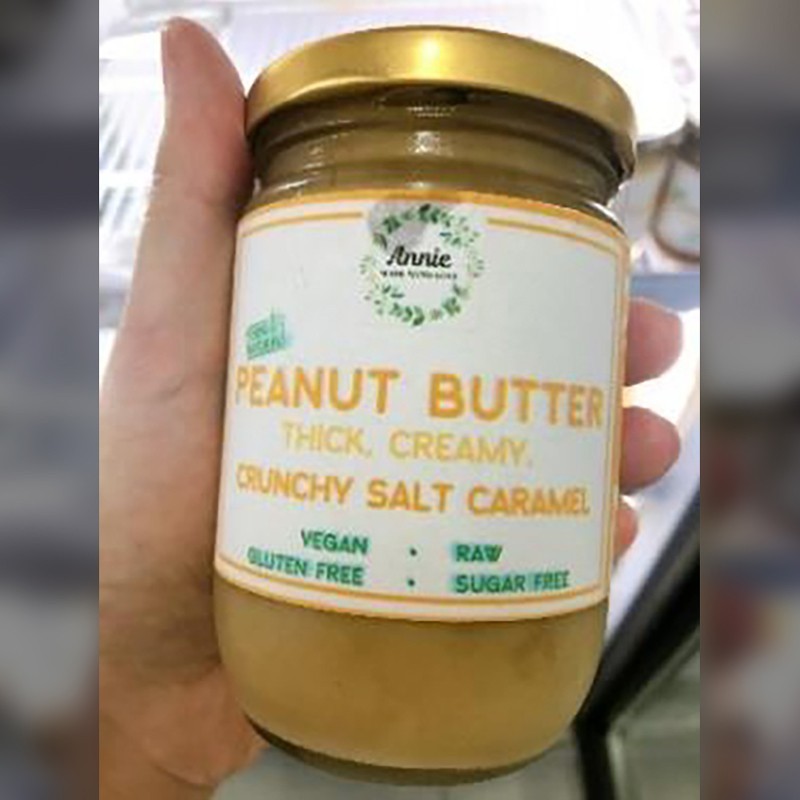 Annie
PEANUT BUTTER
THICK, CREAMY,
CRUNCHY SALT CARAMEL
VEGAN • RAW
GLUTEN FREE • SUGAR FREE